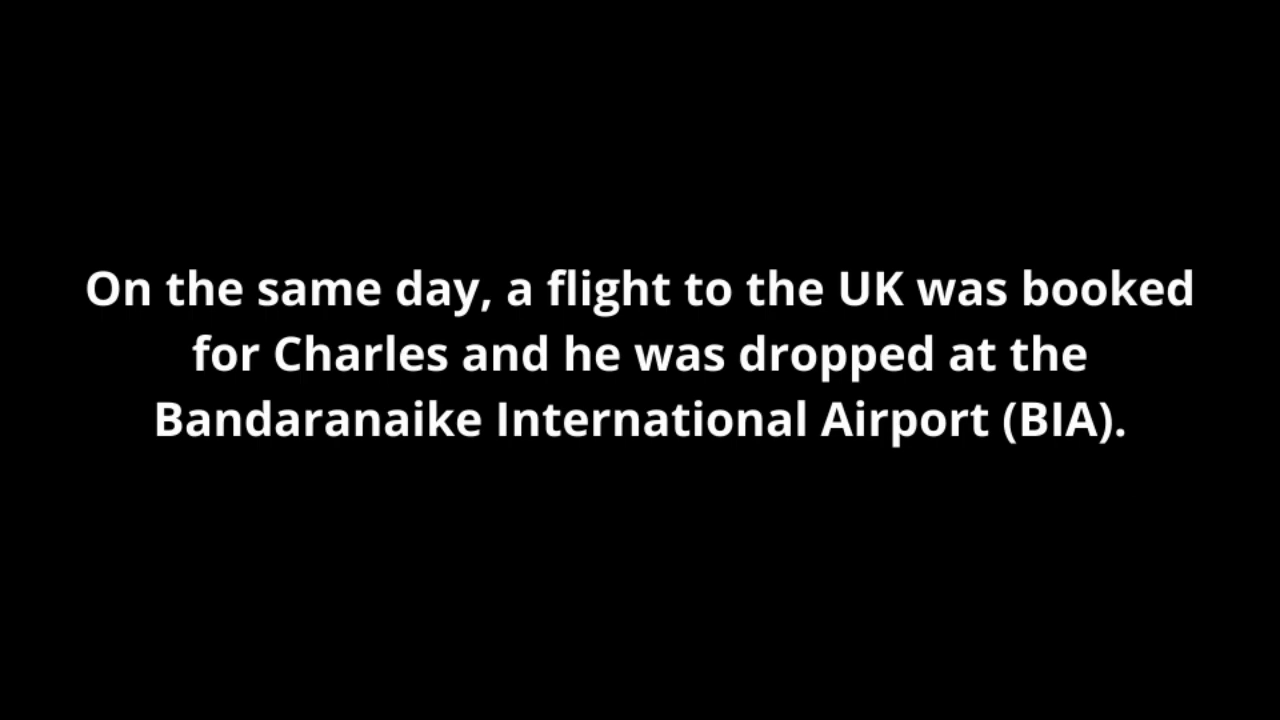 On the same day, a flight to the UK was booked
for Charles and he was dropped at the
Bandaranaike International Airport (BIA).